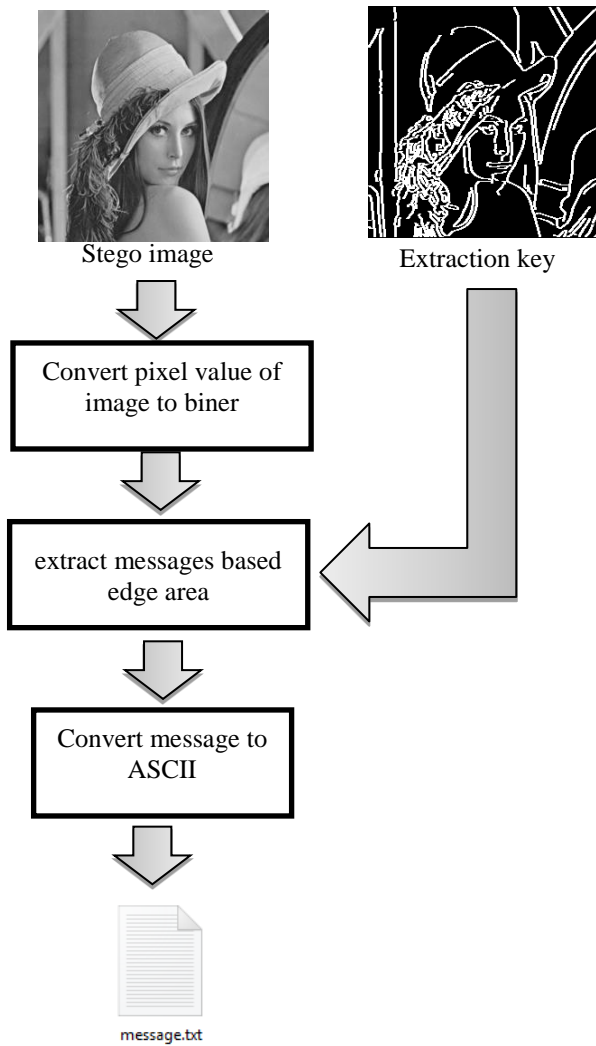 Stego image
Extraction key
Convert pixel value of
image to biner
extract messages based
edge area
Convert message to
ASCII
message.txt